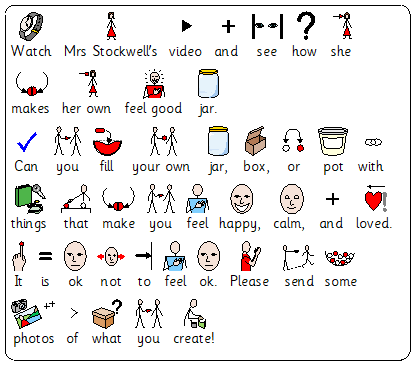 Watch Mrs Stockwell's video and see how she
makes her own feel good jar.
Can you fill your own jar, box, or pot with
things that make you feel happy, calm, and loved.
It is ok not to feel ok. Please send some
photos of what you create!